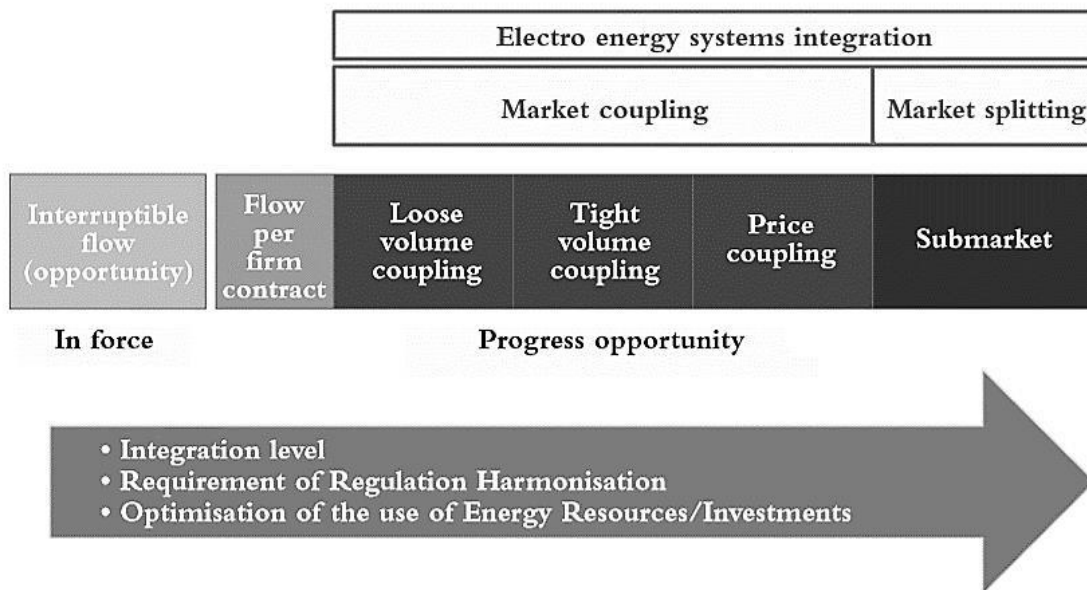 Electro energy systems integration
Market coupling
Market splitting
Interruptible
flow
(opportunity)
Flow
per
firm
contract
Loose
volume
coupling
Tight
volume
coupling
Price
coupling
Submarket
In force
Progress opportunity
• Integration level
• Requirement of Regulation Harmonisation
• Optimisation of the use of Energy Resources/Investments